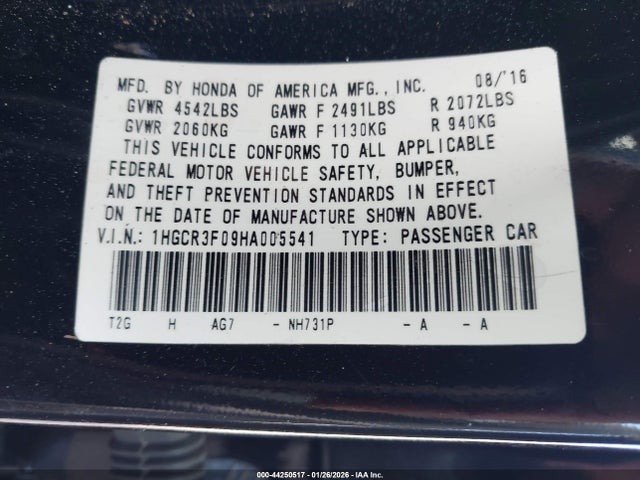 MFD. BY HONDA OF AMERICA MFG., INC. 08/'16
GVWR 4542LBS GAWR F 2491LBS R 2072LBS
GVWR 2060KG GAWR F 1130KG R 940KG
THIS VEHICLE CONFORMS TO ALL APPLICABLE
FEDERAL MOTOR VEHICLE SAFETY, BUMPER,
AND THEFT PREVENTION STANDARDS IN EFFECT
ON THE DATE OF MANUFACTURE SHOWN ABOVE.
V.I.N.: 1HGCR3F09HA005541 TYPE: PASSENGER CAR
T2G H AG7 - NH731P - A - A
000-44250517 - 01/26/2026 - IAA Inc.